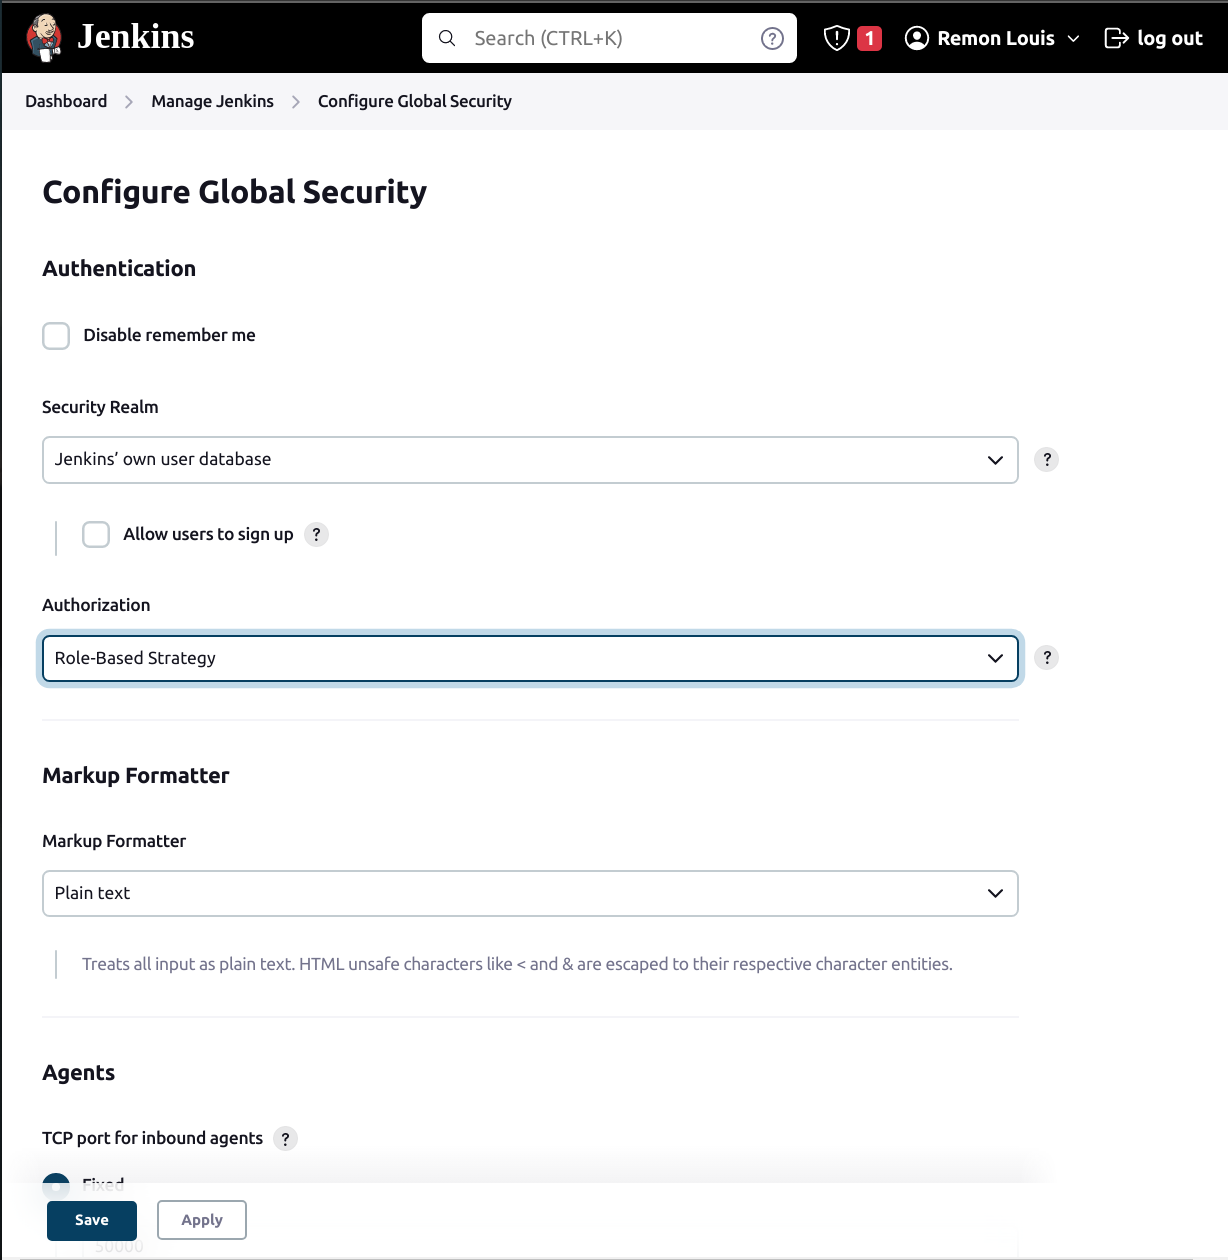 Jenkins
Search (CTRL+K)
?
1
Remon Louis
log out
Dashboard
Manage Jenkins
Configure Global Security
Configure Global Security
Authentication
Disable remember me
Security Realm
Jenkins’ own user database
?
Allow users to sign up ?
Authorization
Role-Based Strategy
?
Markup Formatter
Markup Formatter
Plain text
Treats all input as plain text. HTML unsafe characters like < and & are escaped to their respective character entities.
Agents
TCP port for inbound agents ?
Fixed
Save
Apply
50000